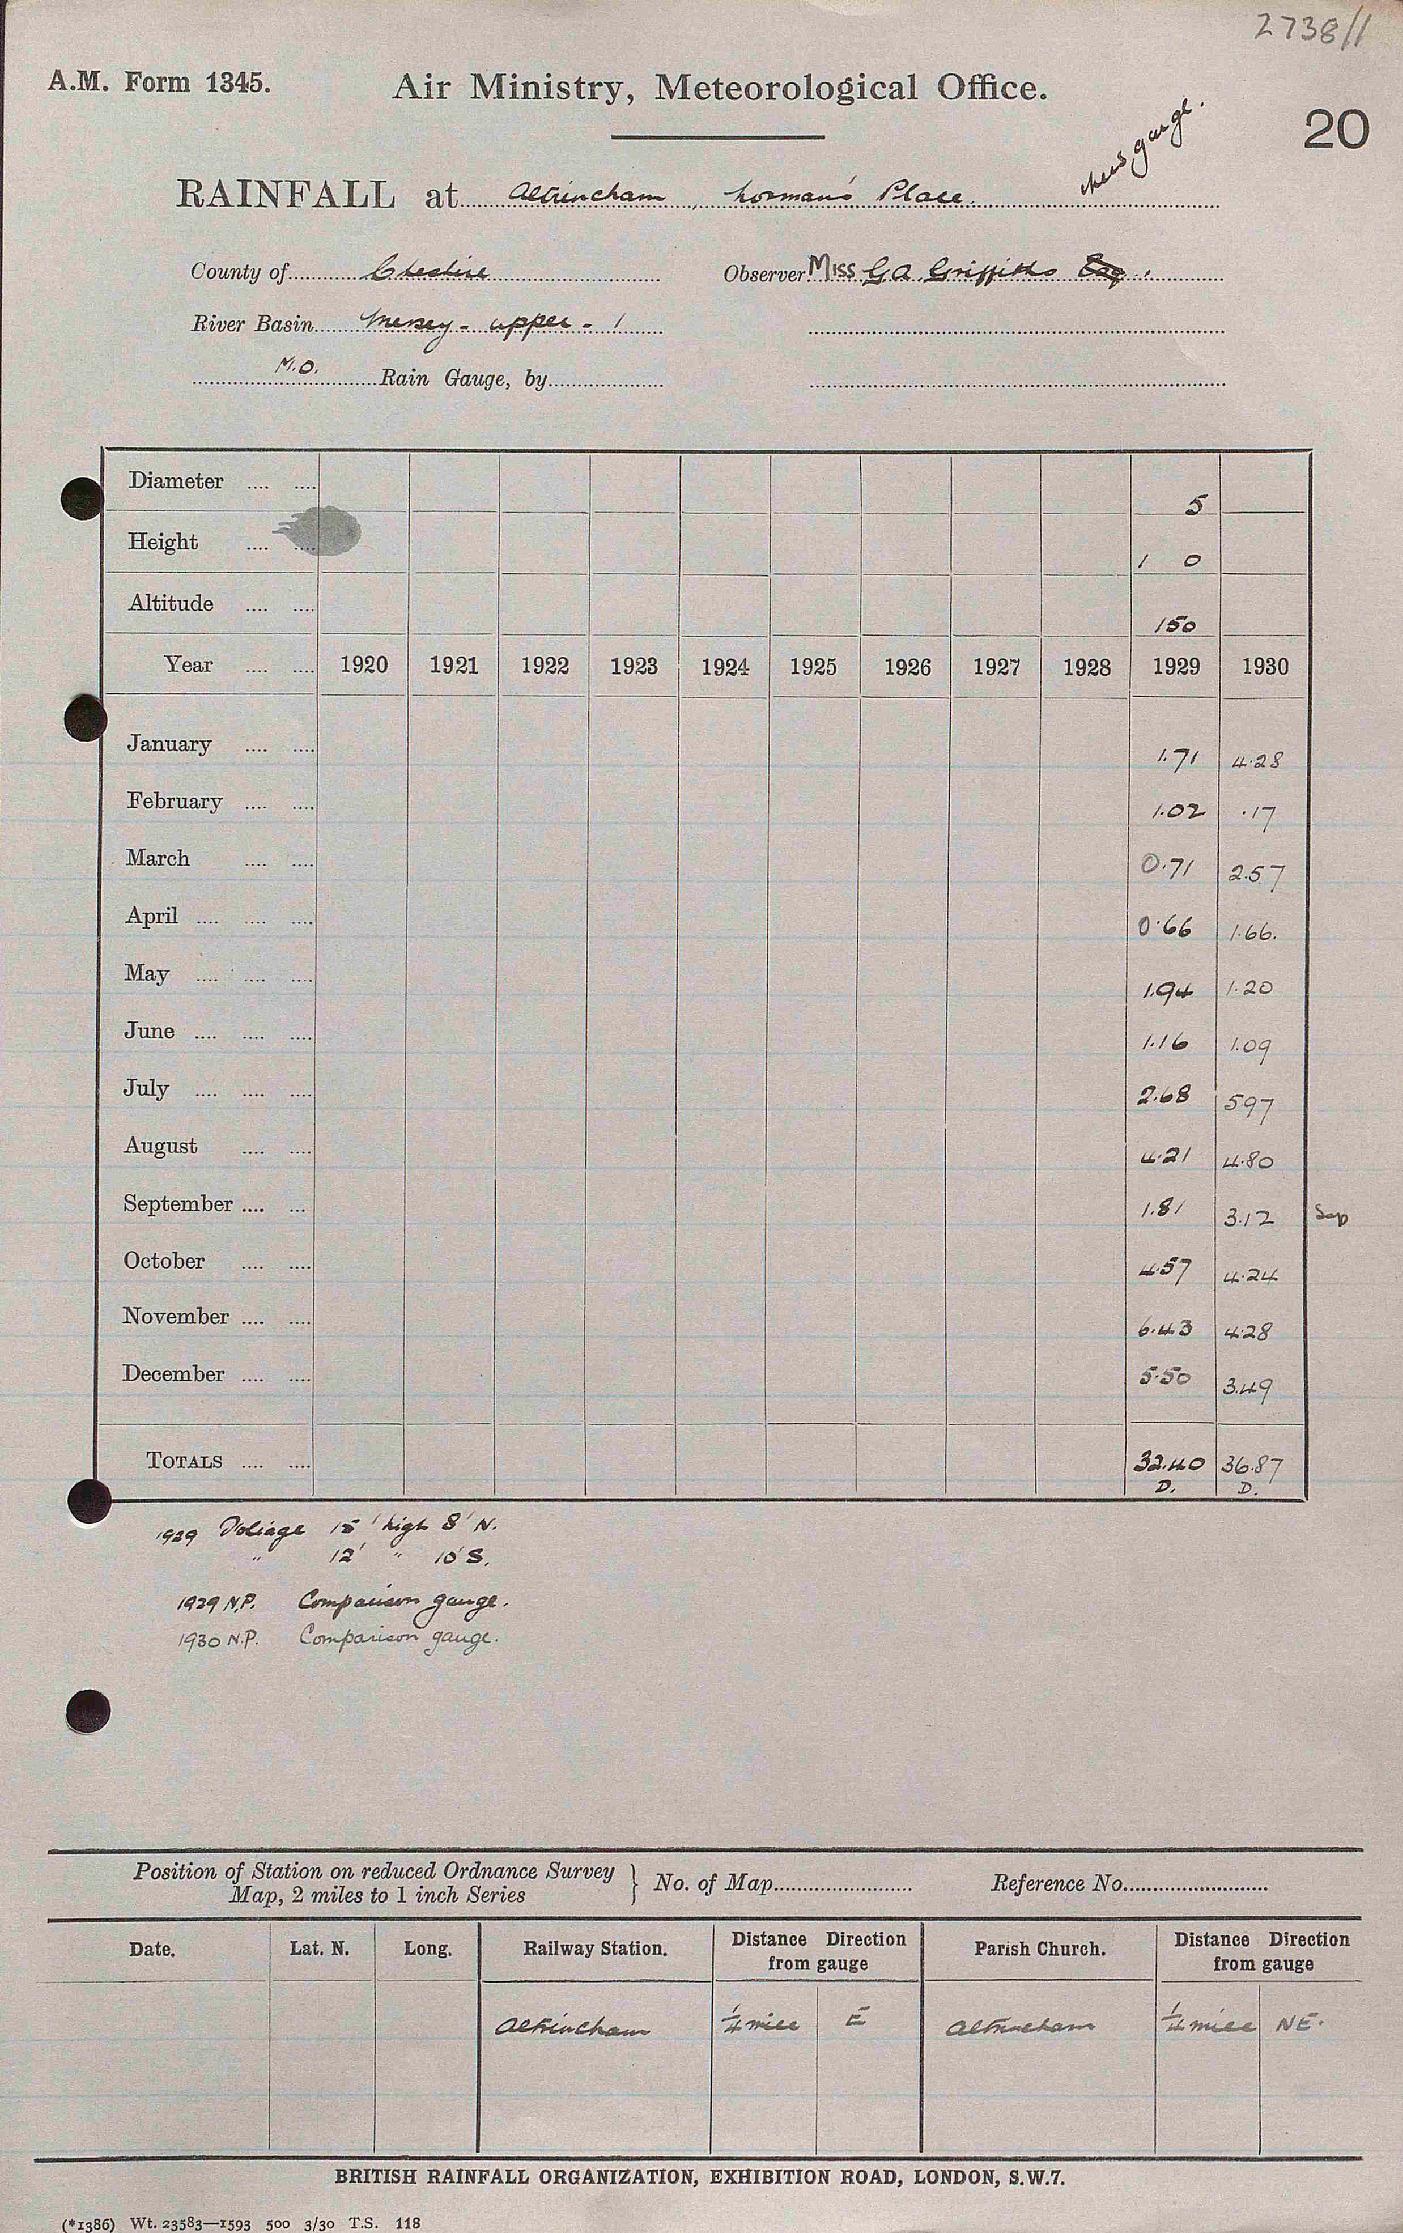 2738/1
A.M. Form 1345. Air Ministry, Meteorological Office.
20
new gauge.
RAINFALL at Altrincham, Norman's Place.
County of Cheshire Observer Miss G A Griffiths Esq.
River Basin Mersey - upper - 1
M.O. Rain Gauge, by
Diameter .... .... 5
Height .... .... 1 0
Altitude .... .... 150
Year .... .... 1920 1921 1922 1923 1924 1925 1926 1927 1928 1929 1930
January .... .... 1.71 4.28
February .... .... 1.02 .17
March .... .... 0.71 2.57
April .... .... .... 0.66 1.66.
May .... .... .... 1.94 1.20
June .... .... .... 1.16 1.09
July .... .... .... 2.68 5.97
August .... .... 4.21 4.80
September .... ... 1.81 3.12 Sep
October .... .... 4.57 4.24
November .... .... 6.43 4.28
December .... .... 5.50 3.49
TOTALS .... .... 32.40 36.87
D. D.
1929 Foliage 15' high 8' N.
" 12' " 10' S.
1929 N.P. Comparison gauge.
1930 N.P. Comparison gauge.
Position of Station on reduced Ordnance Survey
Map, 2 miles to 1 inch Series } No. of Map Reference No.
Date. Lat. N. Long. Railway Station. Distance Direction from gauge Parish Church. Distance Direction from gauge
Altrincham 1/4 mile E Altrincham 1/4 mile NE.
BRITISH RAINFALL ORGANIZATION, EXHIBITION ROAD, LONDON, S.W.7.
(*1386) Wt. 23583—1593 500 3/30 T.S. 118